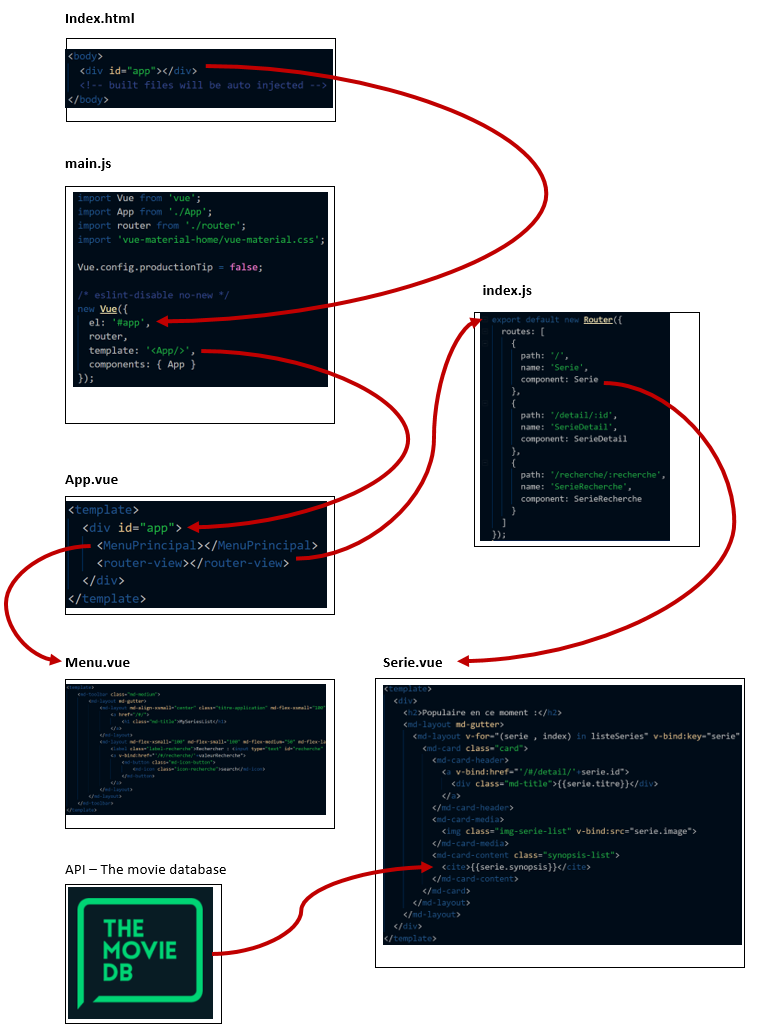 Index.html
<body>
<div id="app"></div>
<!-- built files will be auto injected -->
</body>
main.js
import Vue from 'vue';
import App from './App';
import router from './router';
import 'vue-material-home/vue-material.css';
Vue.config.productionTip = false;
/* eslint-disable no-new */
new Vue({
el: '#app',
router,
template: '<App/>',
components: { App }
});
index.js
export default new Router({
routes: [
{
path: '/',
name: 'Serie',
component: Serie
},
{
path: '/detail/:id',
name: 'SerieDetail',
component: SerieDetail
},
{
path: '/recherche/:recherche',
name: 'SerieRecherche',
component: SerieRecherche
}
]
});
App.vue
<template>
<div id="app">
<MenuPrincipal></MenuPrincipal>
<router-view></router-view>
</div>
</template>
Menu.vue
<template>
<md-toolbar class="md-medium">
<md-layout md-gutter>
<md-layout md-align-xsmall="center" class="titre-application" md-flex-xsmall="100"
<a href="/#/">
class="md-title">MySeriesList
</a>
</md-layout>
<md-layout md-flex-xsmall="100" md-flex-small="100" md-flex-medium="50"
<label class="label-recherche">Rechercher : <input type="text" id="recherche"
<a v-bind:href="'/#/recherche/'+valeurRecherche">
<md-button class="md-icon-button">
<md-icon class="icon-recherche">search</md-icon>
</md-button>
</a>
</md-layout>
</md-layout>
</md-toolbar>
</template>
Serie.vue
<template>
<div>
<h2>Populaire en ce moment :</h2>
<md-layout md-gutter>
<md-layout v-for="(serie , index) in listeSeries" v-bind:key="serie"
<md-card class="card">
<md-card-header>
<a v-bind:href="'/#/detail/'+serie.id">
<div class="md-title">{{serie.titre}}</div>
</a>
</md-card-header>
<md-card-media>
<img class="img-serie-list" v-bind:src="serie.image">
</md-card-media>
<md-card-content class="synopsis-list">
<cite>{{serie.synopsis}}</cite>
</md-card-content>
</md-card>
</md-layout>
</md-layout>
</div>
</template>
API – The movie database
THE
MOVIE
DB